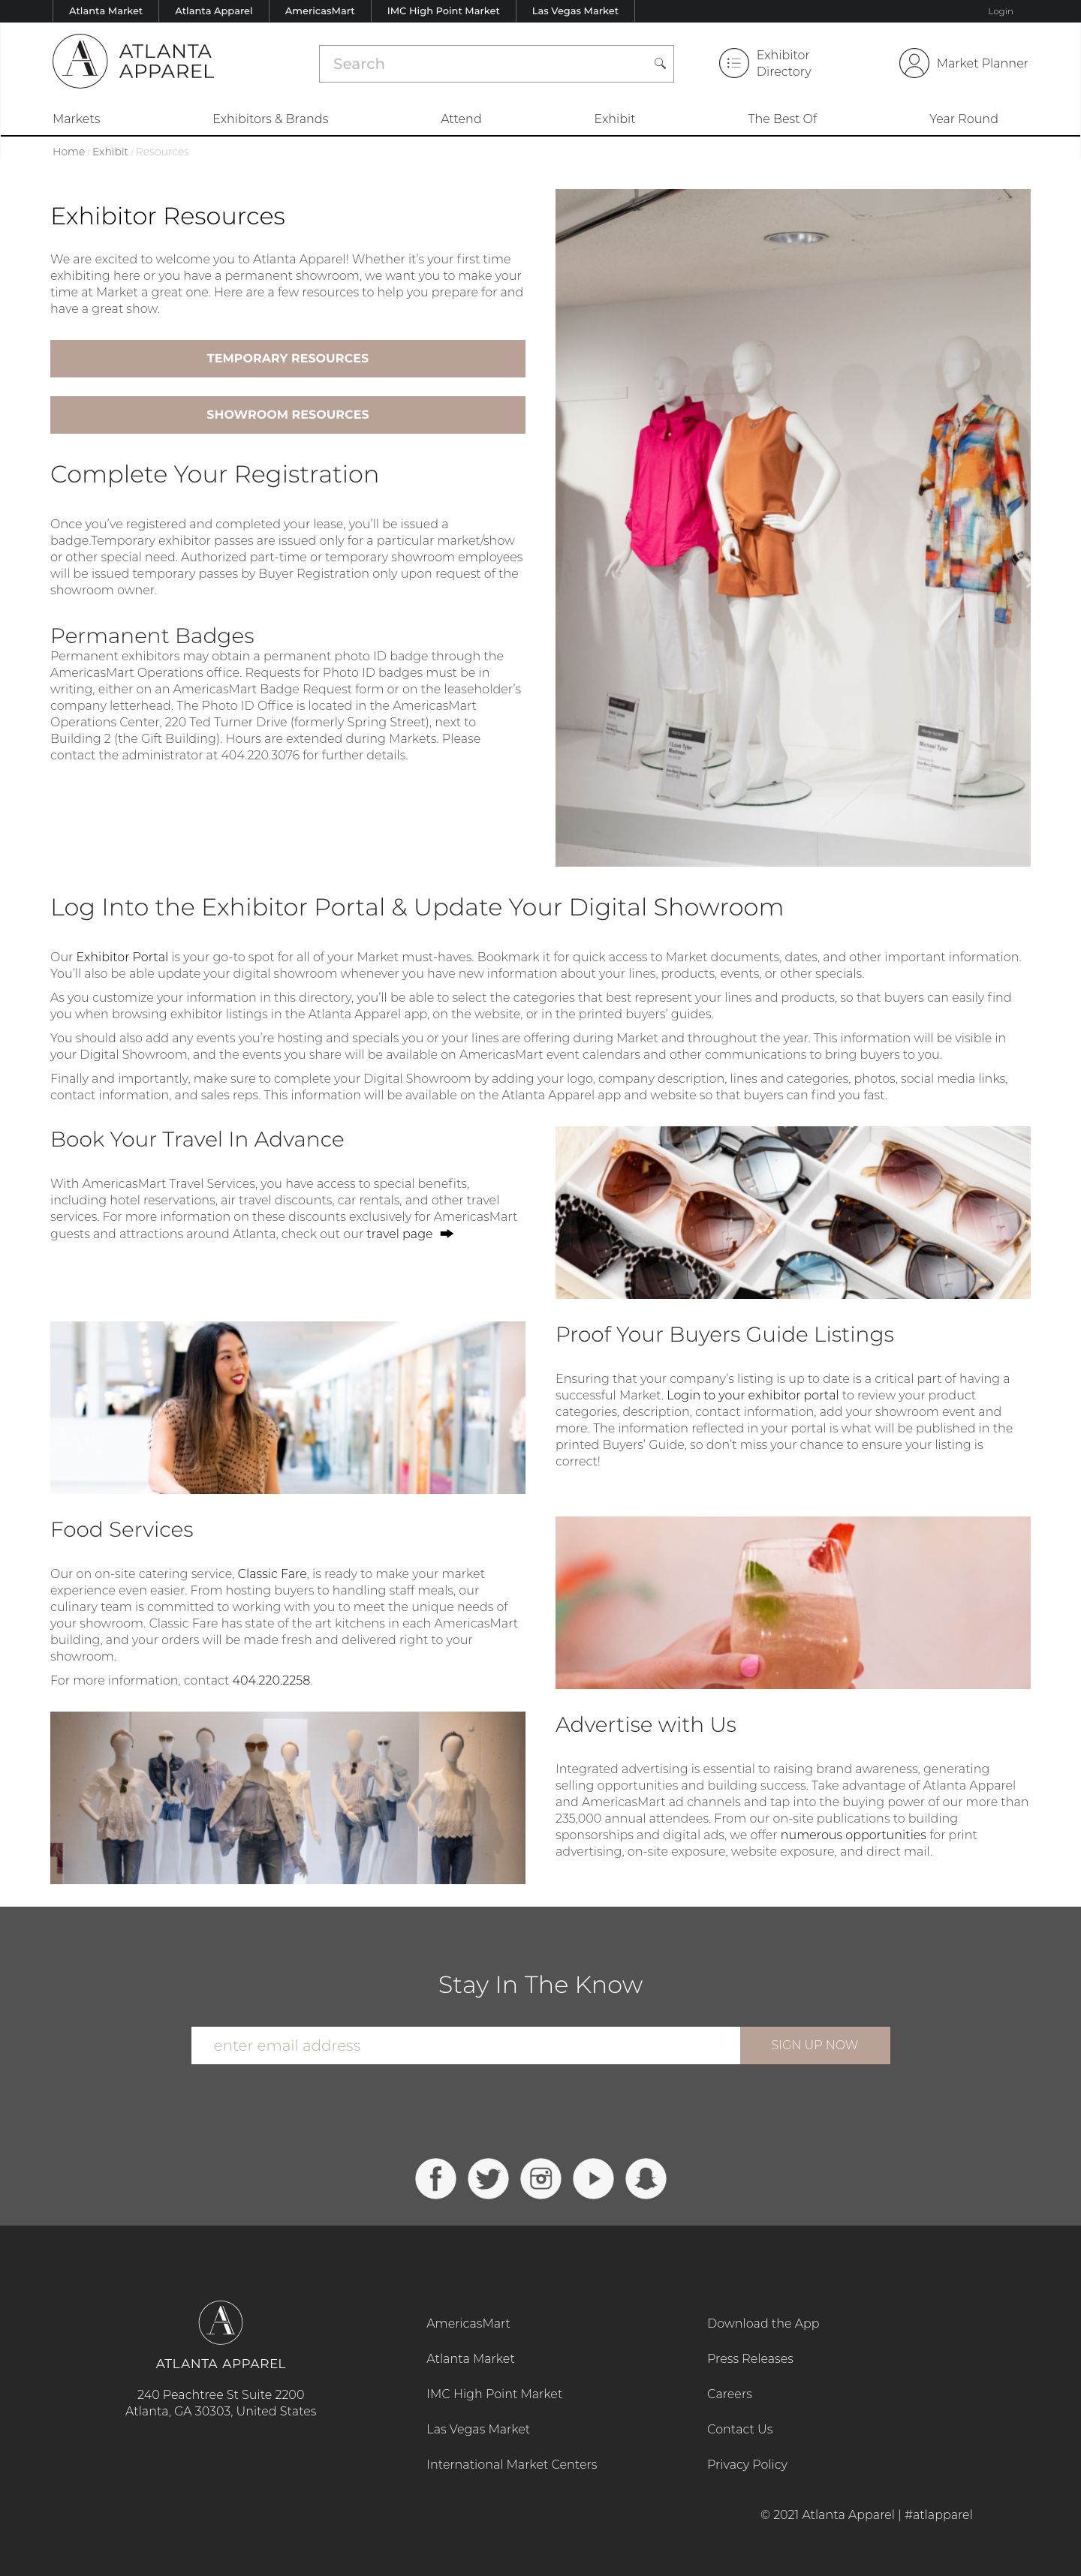 Atlanta Market
Atlanta Apparel
AmericasMart
IMC High Point Market
Las Vegas Market
Login
ATLANTA
APPAREL
Search
Exhibitor
Directory
Market Planner
Markets
Exhibitors & Brands
Attend
Exhibit
The Best Of
Year Round
Home / Exhibit / Resources
Exhibitor Resources
We are excited to welcome you to Atlanta Apparel! Whether it's your first time
exhibiting here or you have a permanent showroom, we want you to make your
time at Market a great one. Here are a few resources to help you prepare for and
have a great show.
TEMPORARY RESOURCES
SHOWROOM RESOURCES
Complete Your Registration
Once you've registered and completed your lease, you'll be issued a
badge.Temporary exhibitor passes are issued only for a particular market/show
or other special need. Authorized part-time or temporary showroom employees
will be issued temporary passes by Buyer Registration only upon request of the
showroom owner.
Permanent Badges
Permanent exhibitors may obtain a permanent photo ID badge through the
AmericasMart Operations office. Requests for Photo ID badges must be in
writing, either on an AmericasMart Badge Request form or on the leaseholder's
company letterhead. The Photo ID Office is located in the AmericasMart
Operations Center, 220 Ted Turner Drive (formerly Spring Street), next to
Building 2 (the Gift Building). Hours are extended during Markets. Please
contact the administrator at 404.220.3076 for further details.
Michael Tyler
Log Into the Exhibitor Portal & Update Your Digital Showroom
Our Exhibitor Portal is your go-to spot for all of your Market must-haves. Bookmark it for quick access to Market documents, dates, and other important information.
You'll also be able update your digital showroom whenever you have new information about your lines, products, events, or other specials.
As you customize your information in this directory, you'll be able to select the categories that best represent your lines and products, so that buyers can easily find
you when browsing exhibitor listings in the Atlanta Apparel app, on the website, or in the printed buyers' guides.
You should also add any events you're hosting and specials you or your lines are offering during Market and throughout the year. This information will be visible in
your Digital Showroom, and the events you share will be available on AmericasMart event calendars and other communications to bring buyers to you.
Finally and importantly, make sure to complete your Digital Showroom by adding your logo, company description, lines and categories, photos, social media links,
contact information, and sales reps. This information will be available on the Atlanta Apparel app and website so that buyers can find you fast.
Book Your Travel In Advance
With AmericasMart Travel Services, you have access to special benefits,
including hotel reservations, air travel discounts, car rentals, and other travel
services. For more information on these discounts exclusively for AmericasMart
guests and attractions around Atlanta, check out our travel page
Proof Your Buyers Guide Listings
Ensuring that your company's listing is up to date is a critical part of having a
successful Market. Login to your exhibitor portal to review your product
categories, description, contact information, add your showroom event and
more. The information reflected in your portal is what will be published in the
printed Buyers' Guide, so don't miss your chance to ensure your listing is
correct!
Food Services
Our on on-site catering service, Classic Fare, is ready to make your market
experience even easier. From hosting buyers to handling staff meals, our
culinary team is committed to working with you to meet the unique needs of
your showroom. Classic Fare has state of the art kitchens in each AmericasMart
building, and your orders will be made fresh and delivered right to your
showroom.
For more information, contact 404.220.2258.
Advertise with Us
Integrated advertising is essential to raising brand awareness, generating
selling opportunities and building success. Take advantage of Atlanta Apparel
and AmericasMart ad channels and tap into the buying power of our more than
235,000 annual attendees. From our on-site publications to building
sponsorships and digital ads, we offer numerous opportunities for print
advertising, on-site exposure, website exposure, and direct mail.
Stay In The Know
enter email address
SIGN UP NOW
ATLANTA APPAREL
240 Peachtree St Suite 2200
Atlanta, GA 30303, United States
AmericasMart
Atlanta Market
IMC High Point Market
Las Vegas Market
International Market Centers
Download the App
Press Releases
Careers
Contact Us
Privacy Policy
© 2021 Atlanta Apparel | #atlapparel